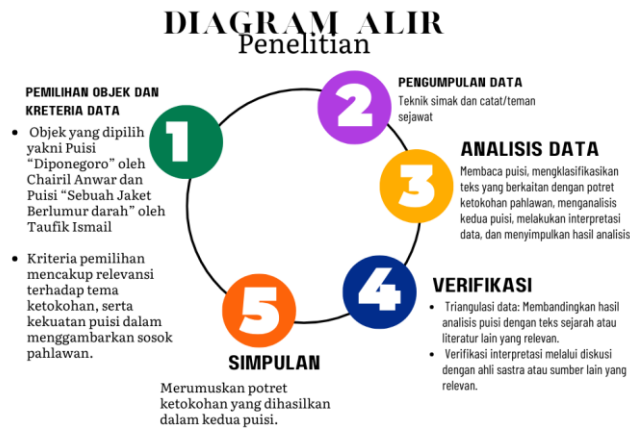 DIAGRAM ALIR
Penelitian
PEMILIHAN OBJEK DAN
KRETERIA DATA
• Objek yang dipilih
yakni Puisi
“Diponegoro” oleh
Chairil Anwar dan
Puisi “Sebuah Jaket
Berlumur darah” oleh
Taufik Ismail
• Kriteria pemilihan
mencakup relevansi
terhadap tema
ketokohan, serta
kekuatan puisi dalam
menggambarkan sosok
pahlawan.
1
2
PENGUMPULAN DATA
Teknik simak dan catat/teman
sejawat
3
ANALISIS DATA
Membaca puisi, mengklasifikasikan
teks yang berkaitan dengan potret
ketokohan pahlawan, menganalisis
kedua puisi, melakukan interpretasi
data, dan menyimpulkan hasil analisis
4
VERIFIKASI
• Triangulasi data: Membandingkan hasil
analisis puisi dengan teks sejarah atau
literatur lain yang relevan.
• Verifikasi interpretasi melalui diskusi
dengan ahli sastra atau sumber lain yang
relevan.
5
SIMPULAN
Merumuskan potret
ketokohan yang dihasilkan
dalam kedua puisi.